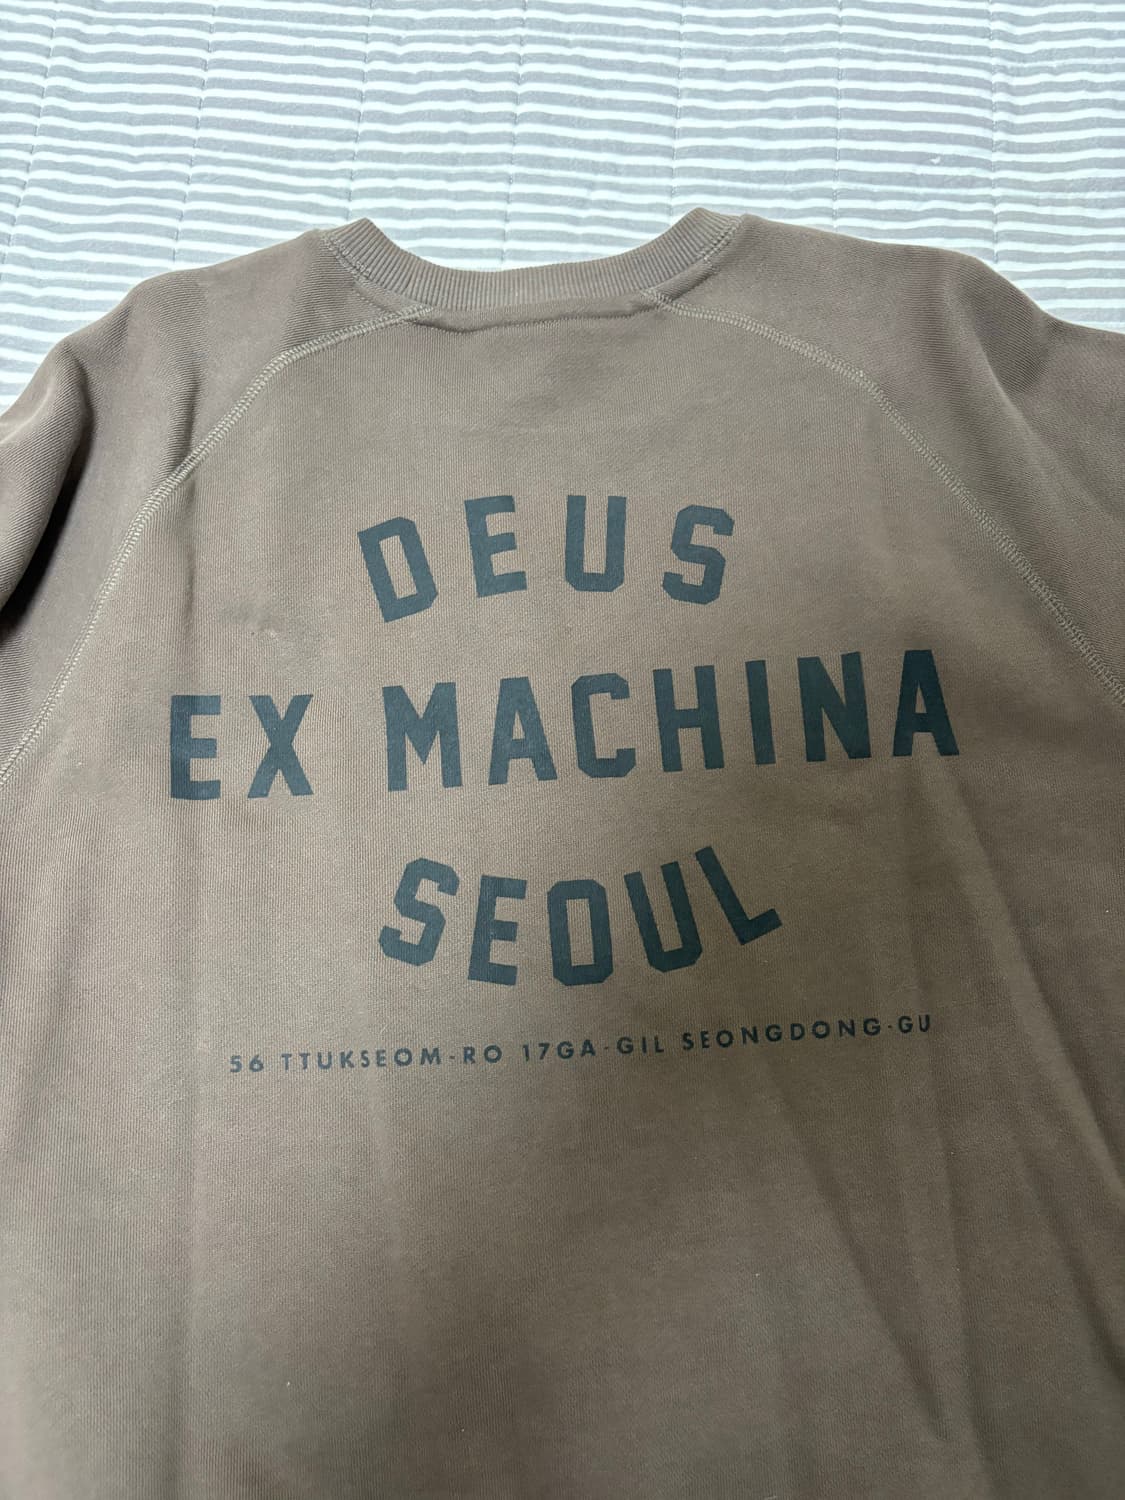 DEUS
EX MACHINA
SEOUL
56 TTUKSEOM-RO 17GA-GIL SEONGDONG-GU